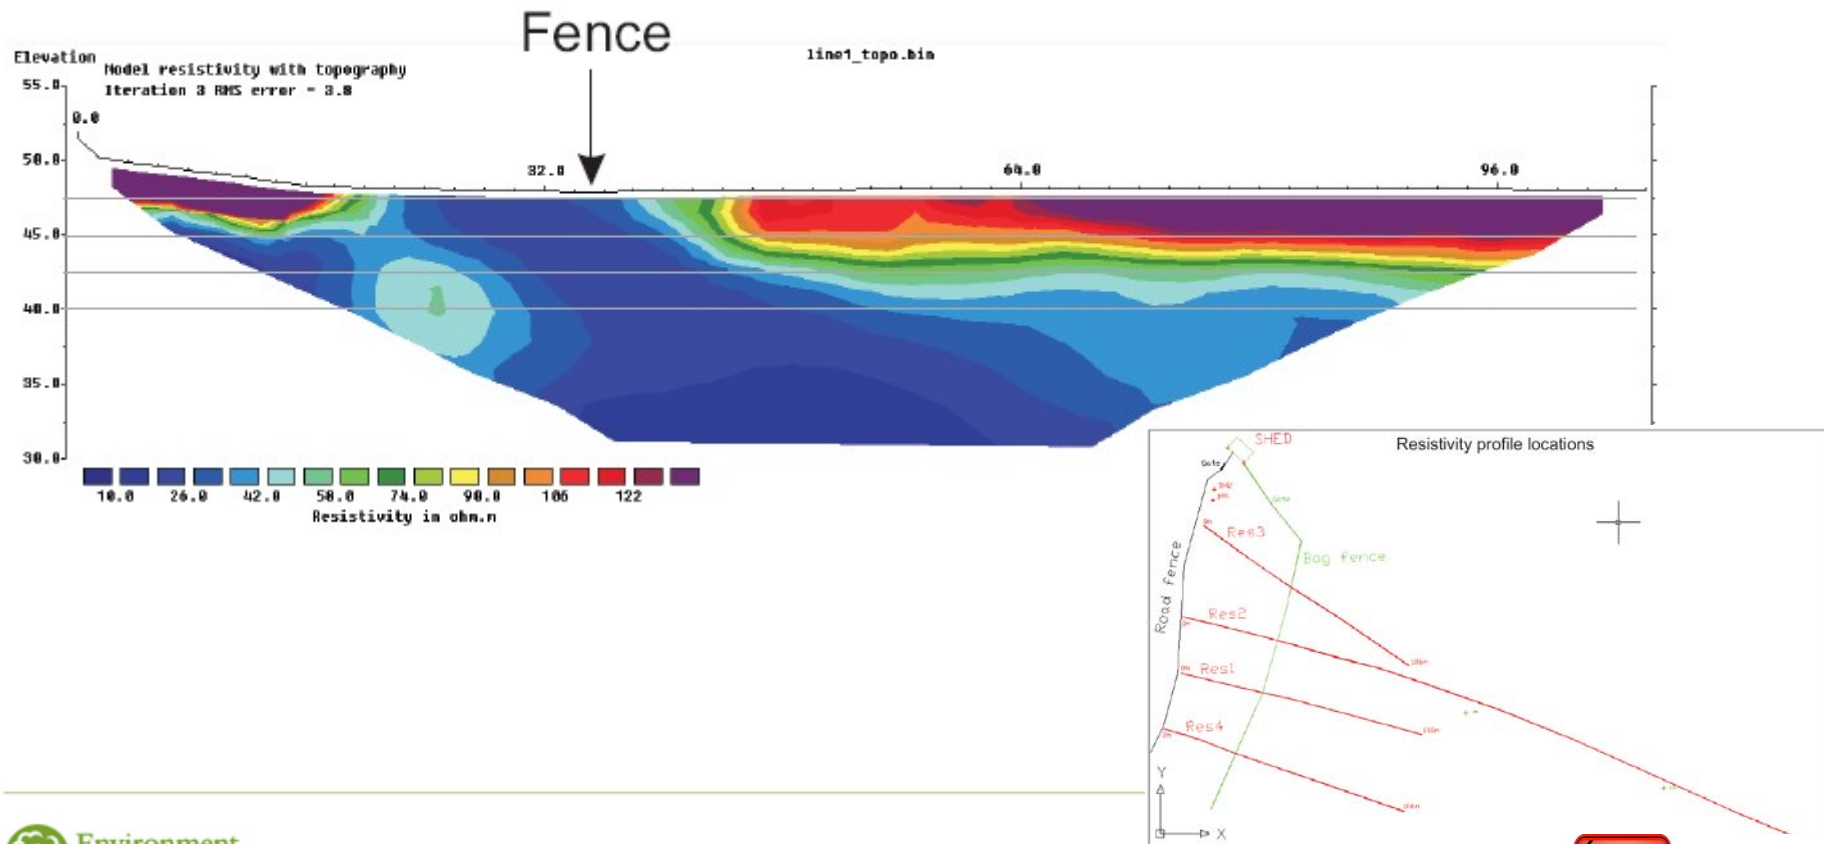 Fence
Elevation
Model resistivity with topography
line1_topo.bin
Iteration 3 RMS error = 3.8
55.0
0.0
50.0
32.0
64.0
96.0
45.0
40.0
35.0
30.0
10.0 26.0 42.0 58.0 74.0 90.0 106 122
Resistivity in ohm.m
Resistivity profile locations
SHED
Gate
Gate
Res3
Bog fence
Road fence
Res2
Res1
Res4
Y
X
Environment